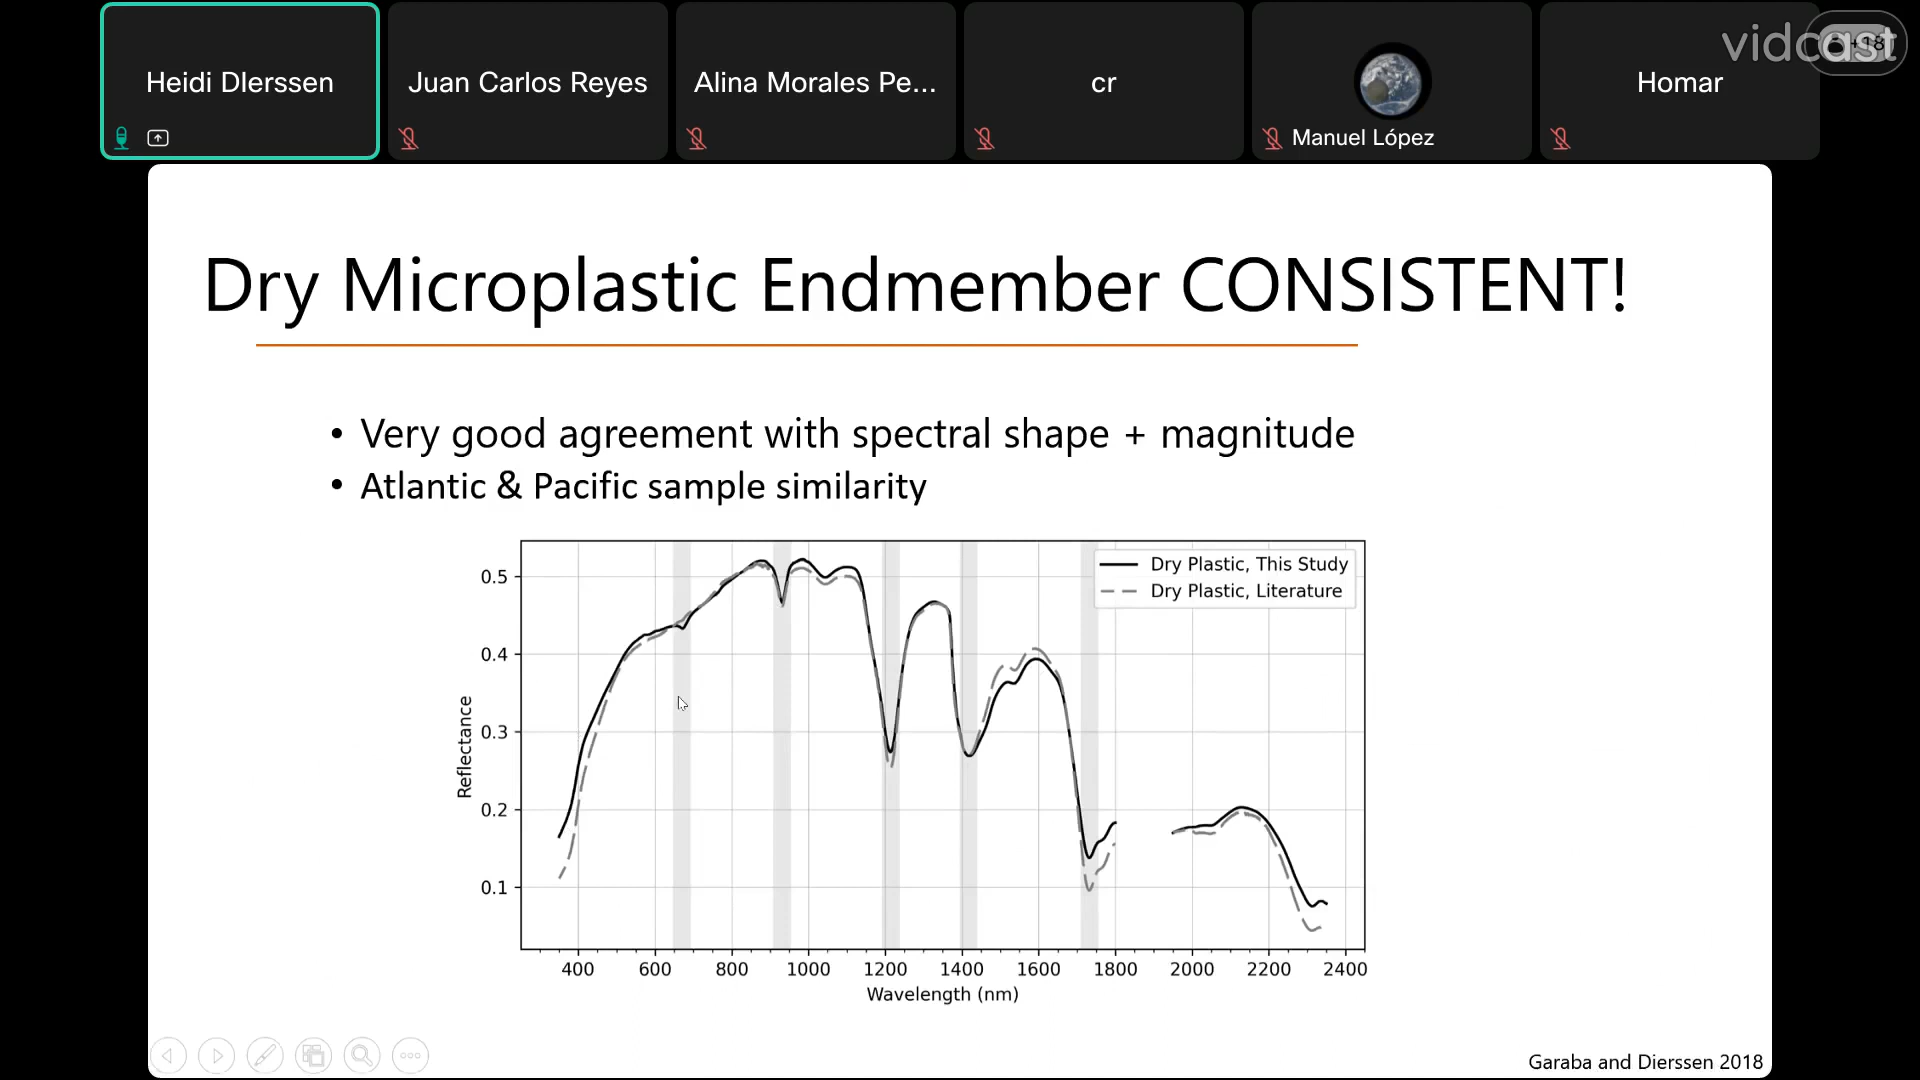 Heidi DIerssen
Juan Carlos Reyes
Alina Morales Pe...
cr
Manuel López
Homar
vidcast
+18
Dry Microplastic Endmember CONSISTENT!
• Very good agreement with spectral shape + magnitude
• Atlantic & Pacific sample similarity
Dry Plastic, This Study
Dry Plastic, Literature
0.5
0.4
0.3
0.2
0.1
Reflectance
400 600 800 1000 1200 1400 1600 1800 2000 2200 2400
Wavelength (nm)
Garaba and Dierssen 2018